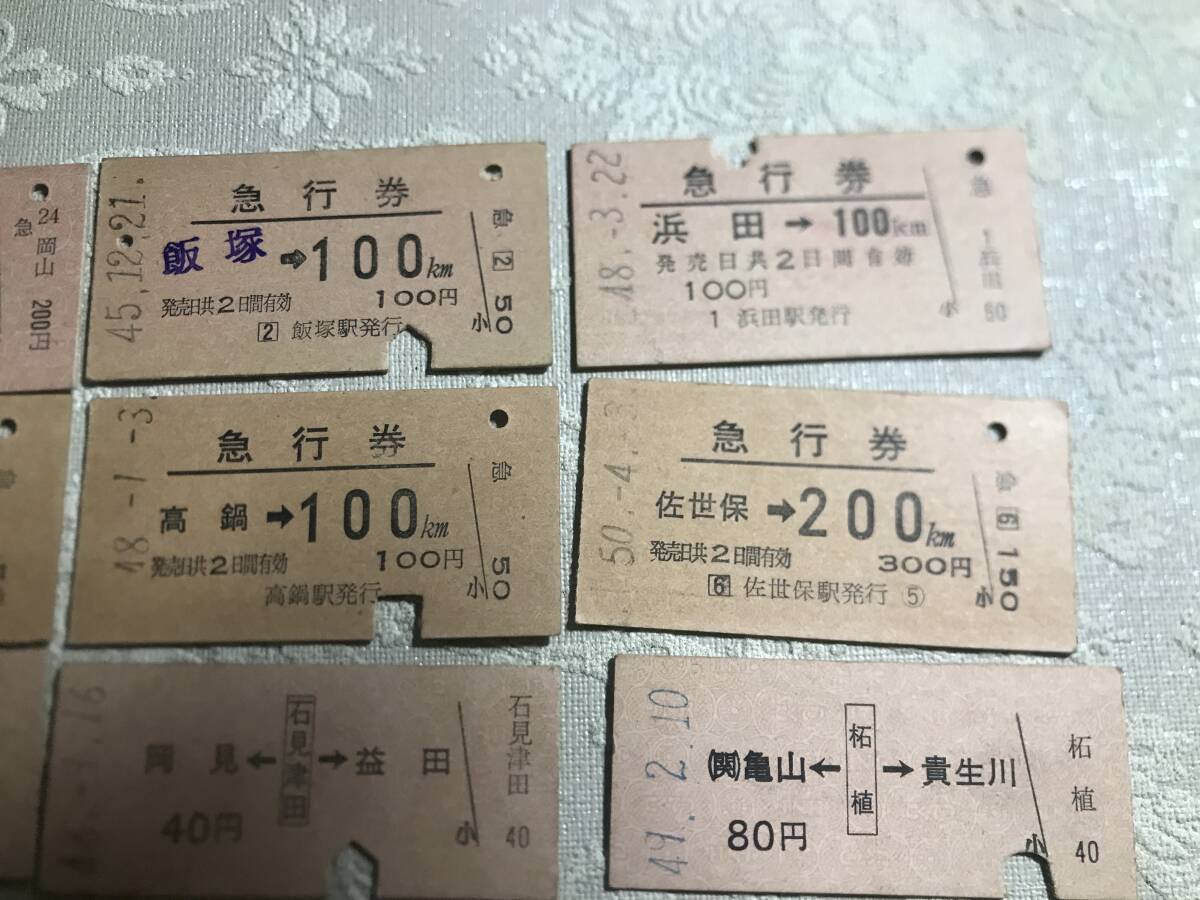 24
急
岡山
200円
45.12.21.
急行券
飯塚➡100km
発売日共2日間有効 100円
2 飯塚駅発行
急 2 50
小
48.-3.22
急行券
浜田→100km
発売日共2日間有効
100円
1 浜田駅発行
急
小 50
48-1-3
急行券
高鍋➡100km
発売日共2日間有効 100円
高鍋駅発行
急 50
小
50.-4.-3
急行券
佐世保➡200km
発売日共2日間有効 300円
6 佐世保駅発行 ⑤
急 6 150
小
岡見←石見津田→益田
40円
石見津田
小 40
49.2.10
㊕亀山←柘植→貴生川
80円
柘植
小 40